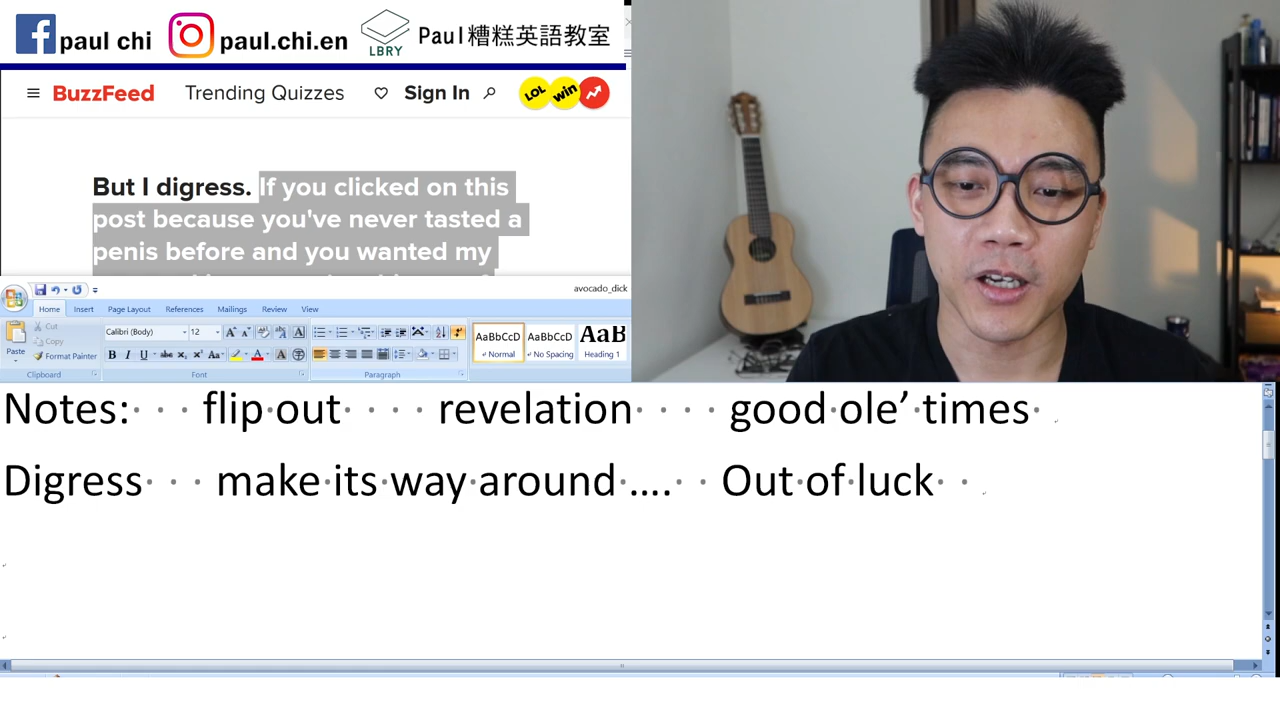 paul chi
paul.chi.en
LBRY
Paul糟糕英語教室
BuzzFeed
Trending Quizzes
Sign In
LOL
win
But I digress. If you clicked on this
post because you've never tasted a
penis before and you wanted my
avocado_dick
Home
Insert
Page Layout
References
Mailings
Review
View
Paste
Cut
Copy
Format Painter
Clipboard
Calibri (Body)
12
Font
Paragraph
AaBbCcD
Normal
AaBbCcD
No Spacing
AaB
Heading 1
Notes: flip out revelation good ole’ times
Digress make its way around .... Out of luck